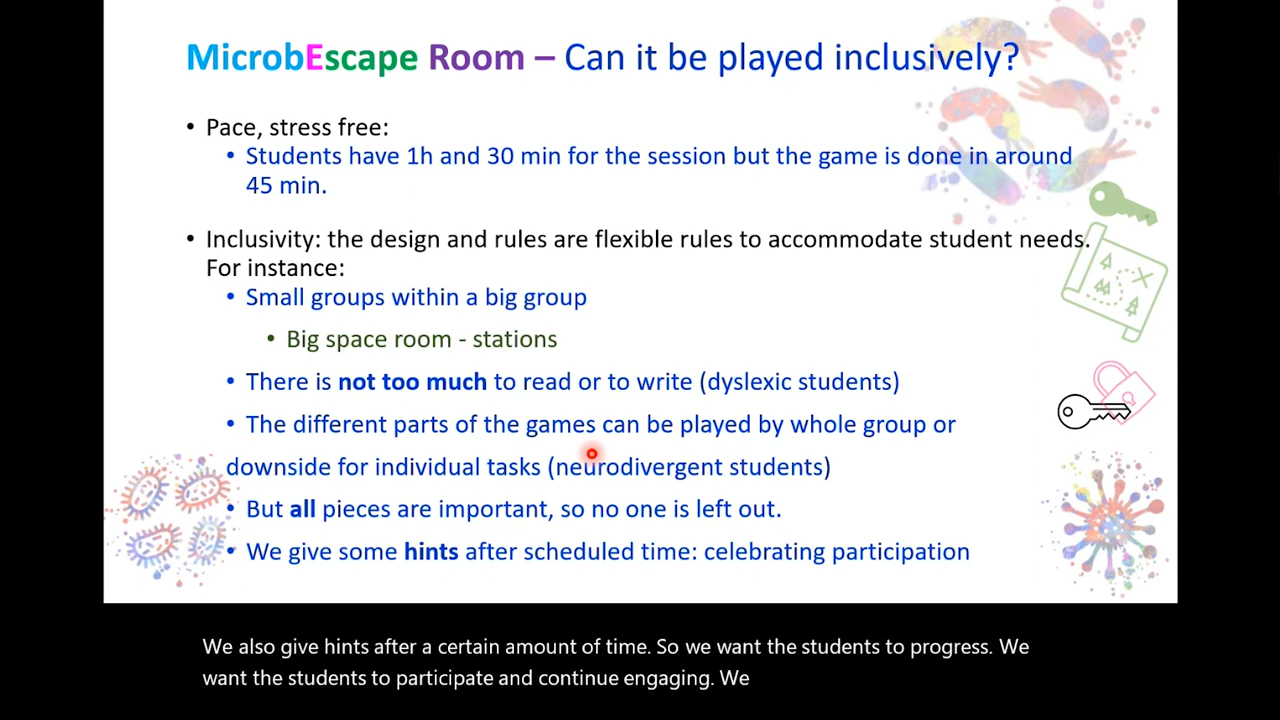 MicrobEscape Room – Can it be played inclusively?
• Pace, stress free:
• Students have 1h and 30 min for the session but the game is done in around
45 min.
• Inclusivity: the design and rules are flexible rules to accommodate student needs.
For instance:
• Small groups within a big group
• Big space room - stations
• There is not too much to read or to write (dyslexic students)
• The different parts of the games can be played by whole group or
downside for individual tasks (neurodivergent students)
• But all pieces are important, so no one is left out.
• We give some hints after scheduled time: celebrating participation
We also give hints after a certain amount of time. So we want the students to progress. We
want the students to participate and continue engaging. We